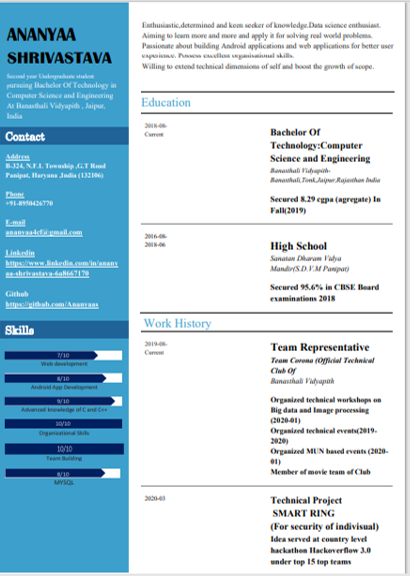 ANANYAA
SHRIVASTAVA
Second year Undergraduate student
pursuing Bachelor Of Technology in
Computer Science and Engineering
At Banasthali Vidyapith , Jaipur,
India
Contact
Address
B-324, N.F.L Township ,G.T Road
Panipat, Haryana ,India (132106)
Phone
+91-8950426770
E-mail
ananyaa4cf@gmail.com
Linkedin
https://www.linkedin.com/in/anany
aa-shrivastava-6a8667170
Github
https://github.com/Ananyaas
Skills
7/10
Web development
8/10
Android App Development
9/10
Advanced knowledge of C and C++
10/10
Organisational Skills
10/10
Team Building
8/10
MYSQL
Enthusiastic,determined and keen seeker of knowledge.Data science enthusiast.
Aiming to learn more and more and apply it for solving real world problems.
Passionate about building Android applications and web applications for better user
experience. Possess excellent organisational skills.
Willing to extend technical dimensions of self and boost the growth of scope.
Education
2018-08-
Current
Bachelor Of
Technology:Computer
Science and Engineering
Banasthali Vidyapith-
Banasthali,Tonk,Jaipur,Rajasthan India
Secured 8.29 cgpa (agregate) In
Fall(2019)
2016-08-
2018-06
High School
Sanatan Dharam Vidya
Mandir(S.D.V.M Panipat)
Secured 95.6% in CBSE Board
examinations 2018
Work History
2019-08-
Current
Team Representative
Team Corona (Official Technical
Club Of
Banasthali Vidyapith
Organized technical workshops on
Big data and Image processing
(2020-01)
Organized technical events(2019-
2020)
Organized MUN based events (2020-
01)
Member of movie team of Club
2020-03
Technical Project
SMART RING
(For security of indivisual)
Idea served at country level
hackathon Hackoverflow 3.0
under top 15 top teams